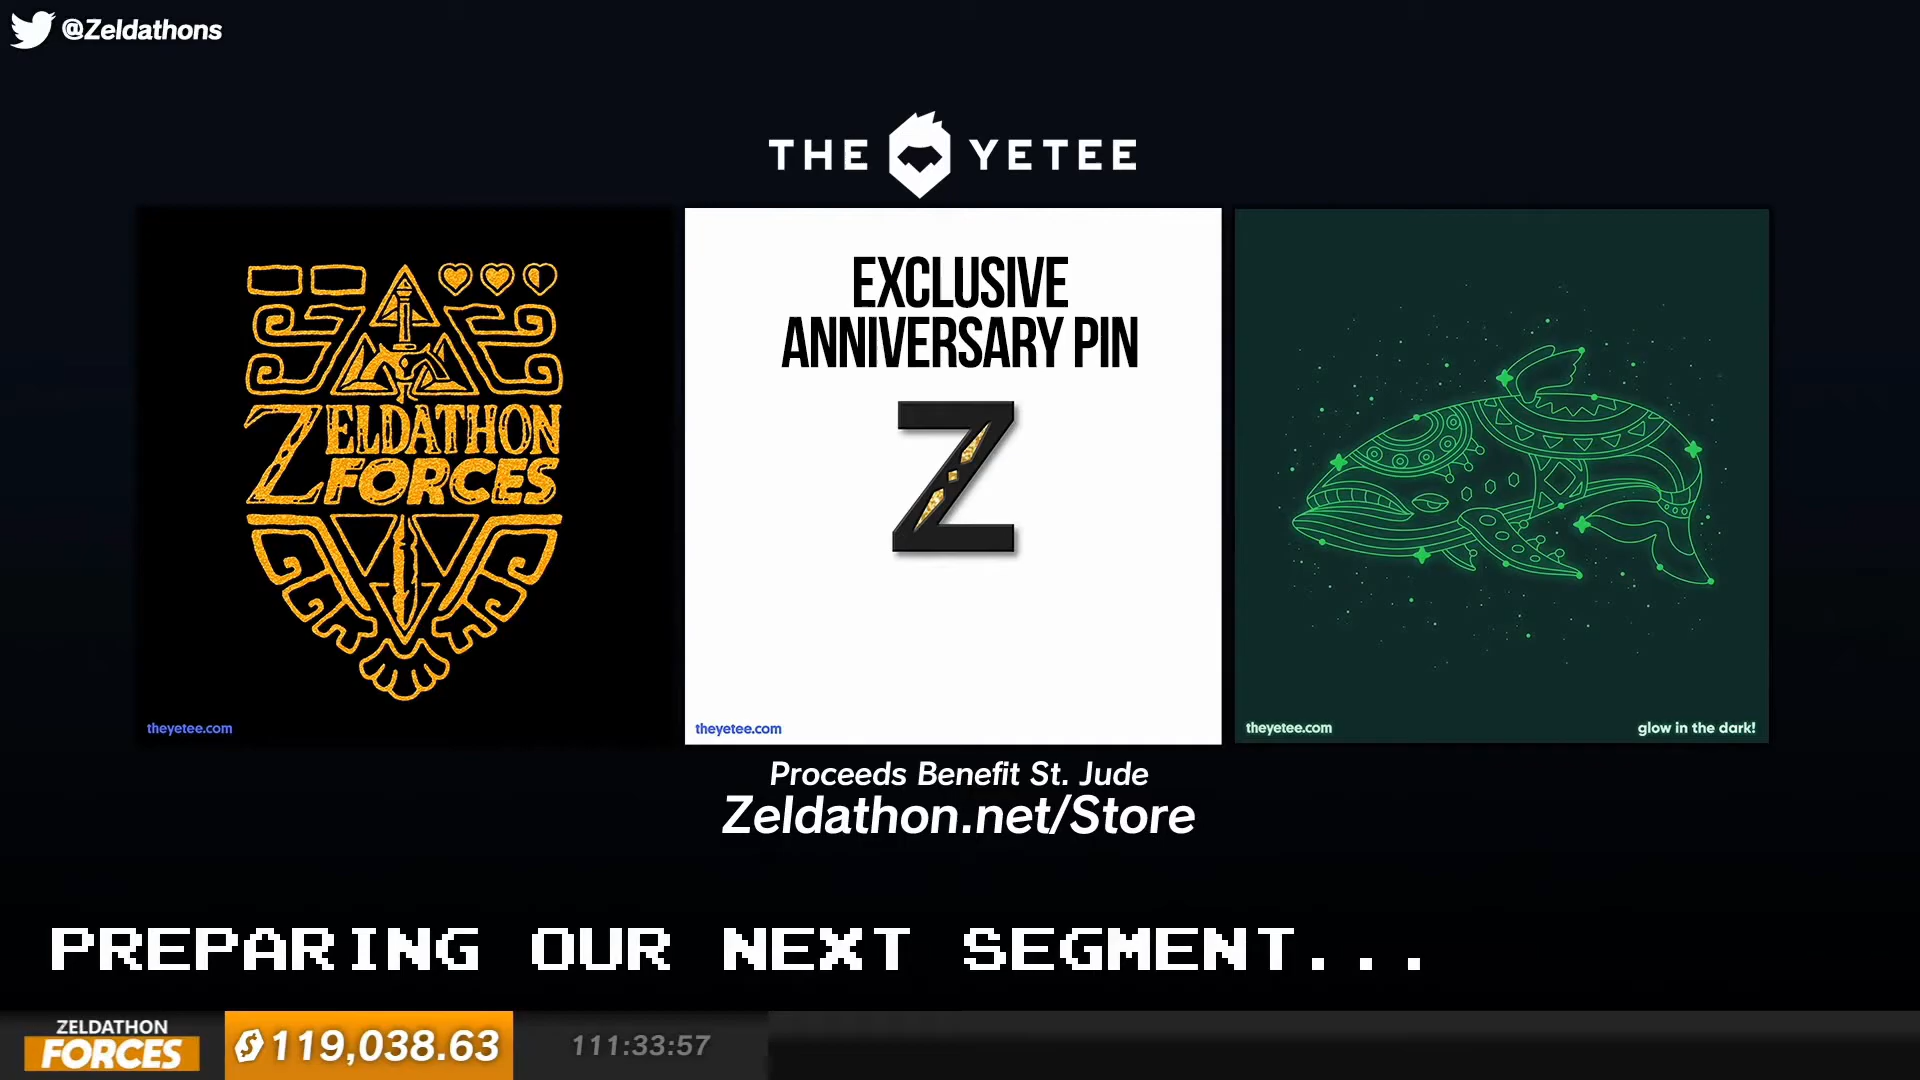 @Zeldathons
THE YETEE
ZELDATHON
FORCES
theyetee.com
EXCLUSIVE
ANNIVERSARY PIN
Z
theyetee.com
theyetee.com
glow in the dark!
Proceeds Benefit St. Jude
Zeldathon.net/Store
PREPARING OUR NEXT SEGMENT...
ZELDATHON
FORCES
$119,038.63
111:33:57